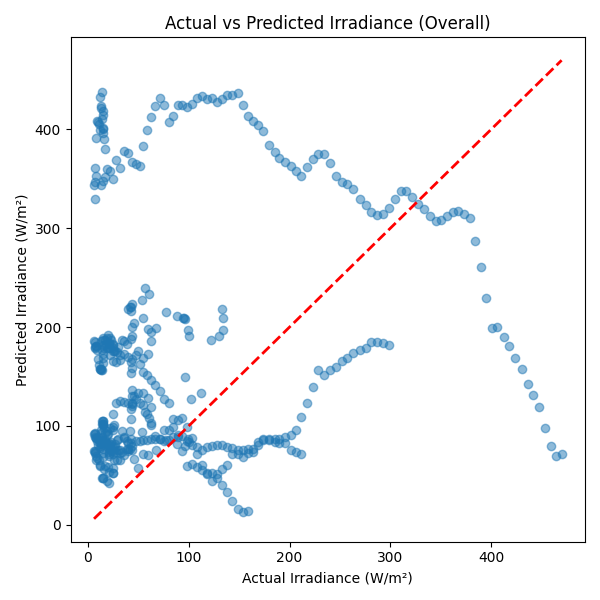 Actual vs Predicted Irradiance (Overall)
Predicted Irradiance (W/m²)
400
300
200
100
0
0 100 200 300 400
Actual Irradiance (W/m²)